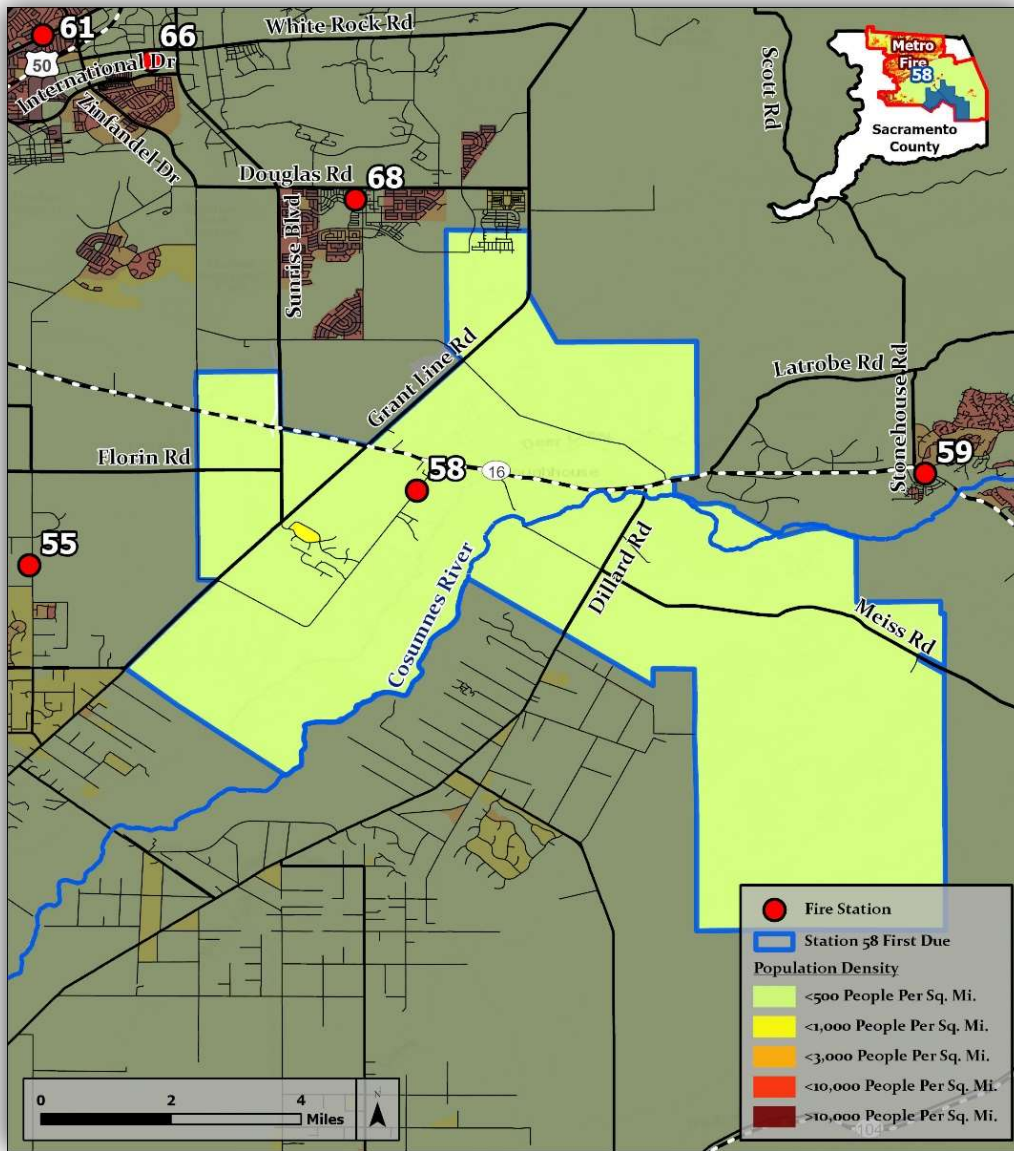 61
66
50
White Rock Rd
International Dr
Zinfandel Dr
Scott Rd
Metro
Fire
58
Sacramento
County
Douglas Rd
68
Sunrise Blvd
Grant Line Rd
Latrobe Rd
Stonehouse Rd
Florin Rd
58
16
59
55
Dillard Rd
Cosumnes River
Meiss Rd
Fire Station
Station 58 First Due
Population Density
<500 People Per Sq. Mi.
<1,000 People Per Sq. Mi.
<3,000 People Per Sq. Mi.
<10,000 People Per Sq. Mi.
>10,000 People Per Sq. Mi.
104
0 2 4
Miles
N